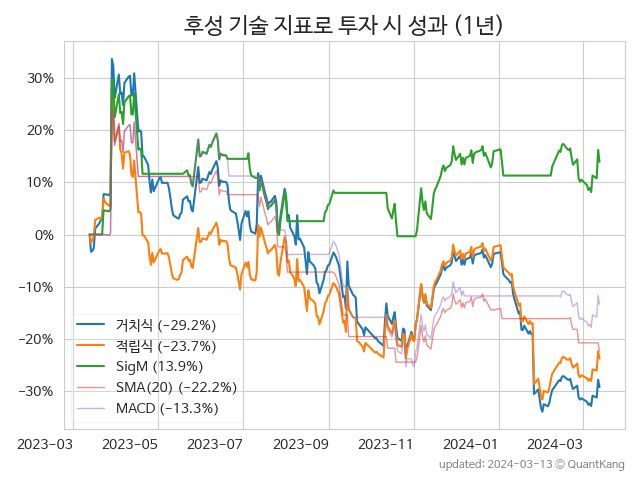 후성 기술 지표로 투자 시 성과 (1년)
30%
20%
10%
0%
−10%
−20%
−30%
거치식 (−29.2%)
적립식 (−23.7%)
SigM (13.9%)
SMA(20) (−22.2%)
MACD (−13.3%)
2023−03 2023−05 2023−07 2023−09 2023−11 2024−01 2024−03
updated: 2024−03−13 © QuantKang